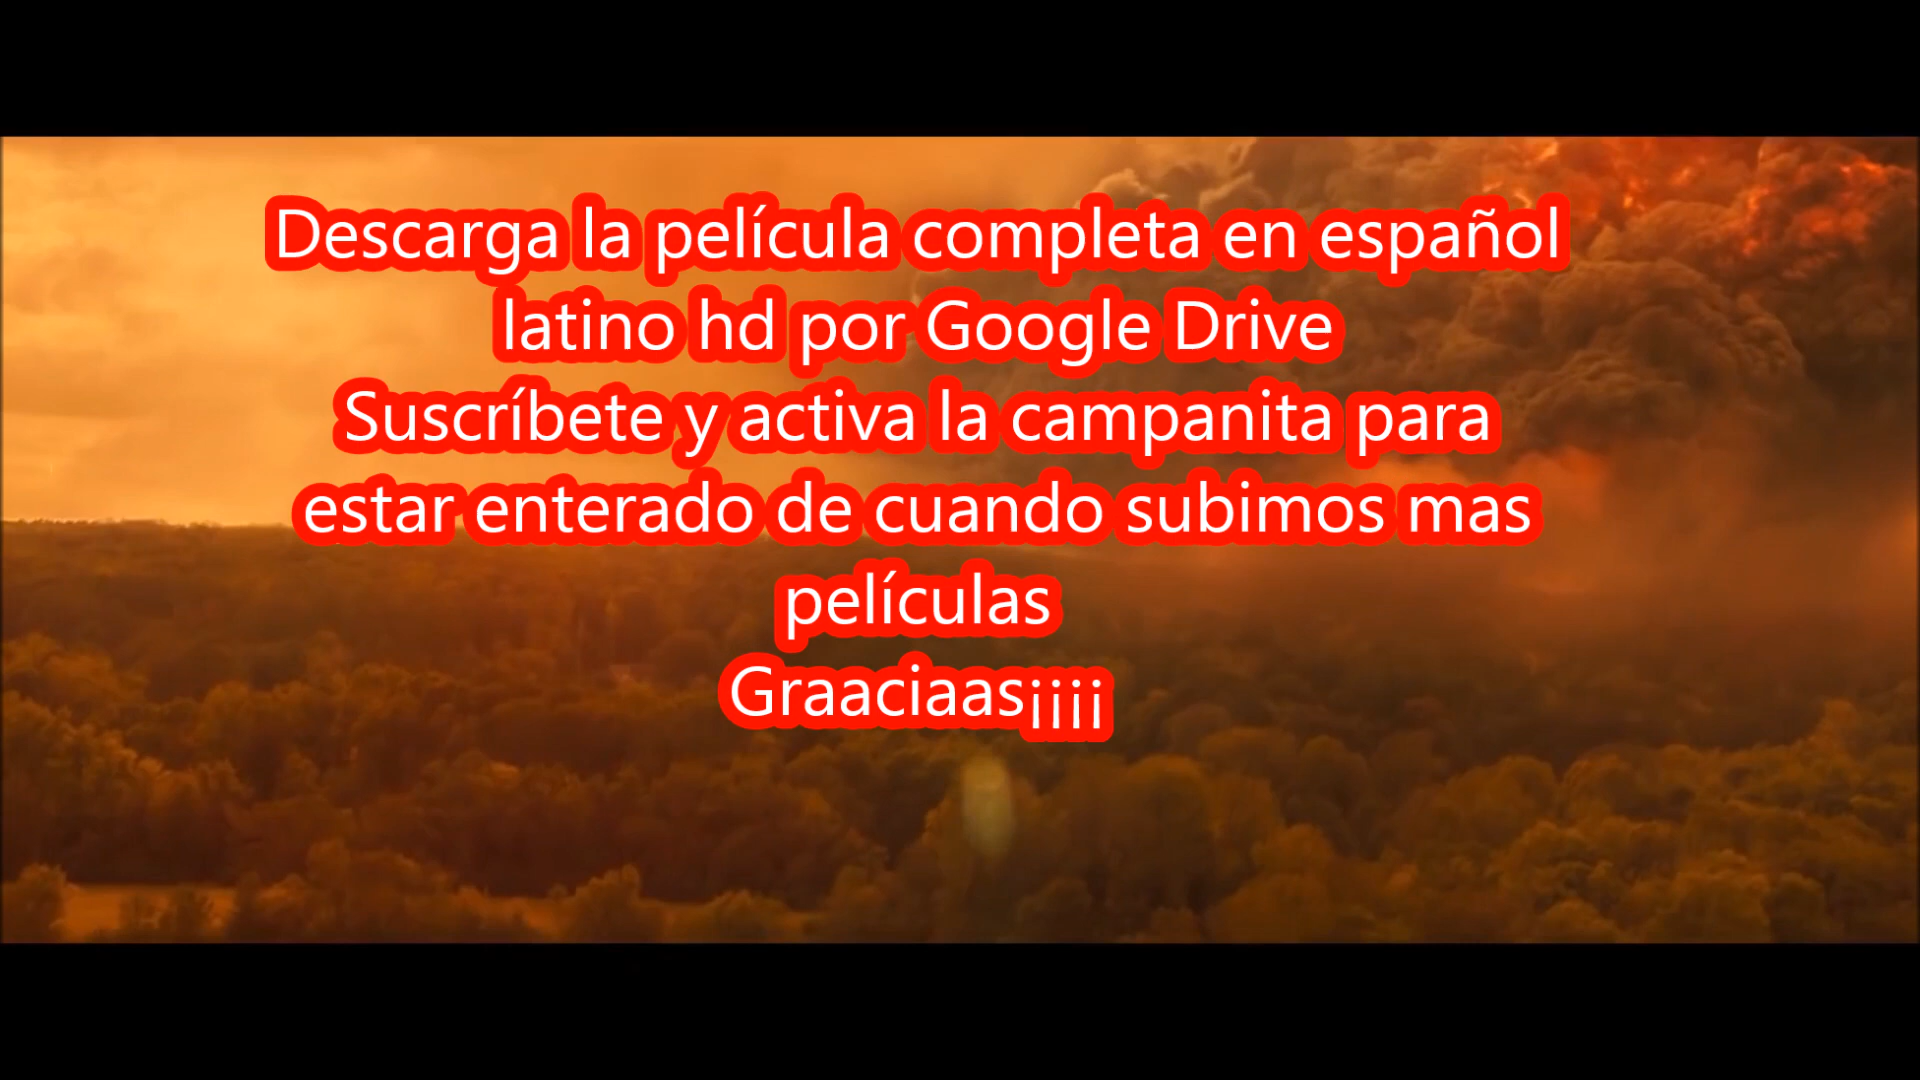 Descarga la película completa en español
latino hd por Google Drive
Suscríbete y activa la campanita para
estar enterado de cuando subimos mas
películas
Graaciaas¡¡¡¡